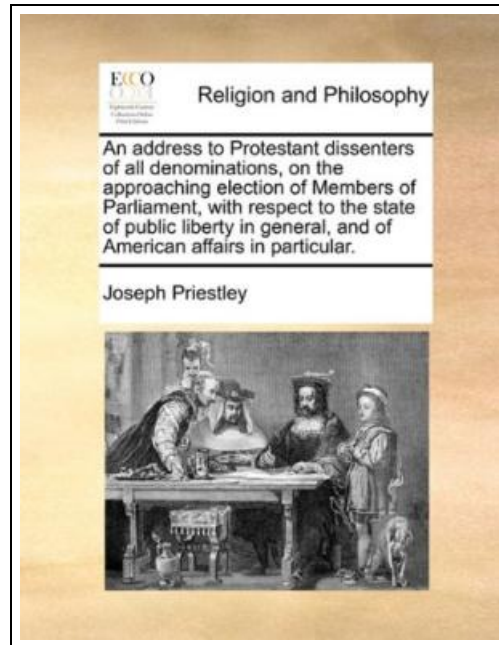 ECCO
Religion and Philosophy
An address to Protestant dissenters
of all denominations, on the
approaching election of Members of
Parliament, with respect to the state
of public liberty in general, and of
American affairs in particular.
Joseph Priestley